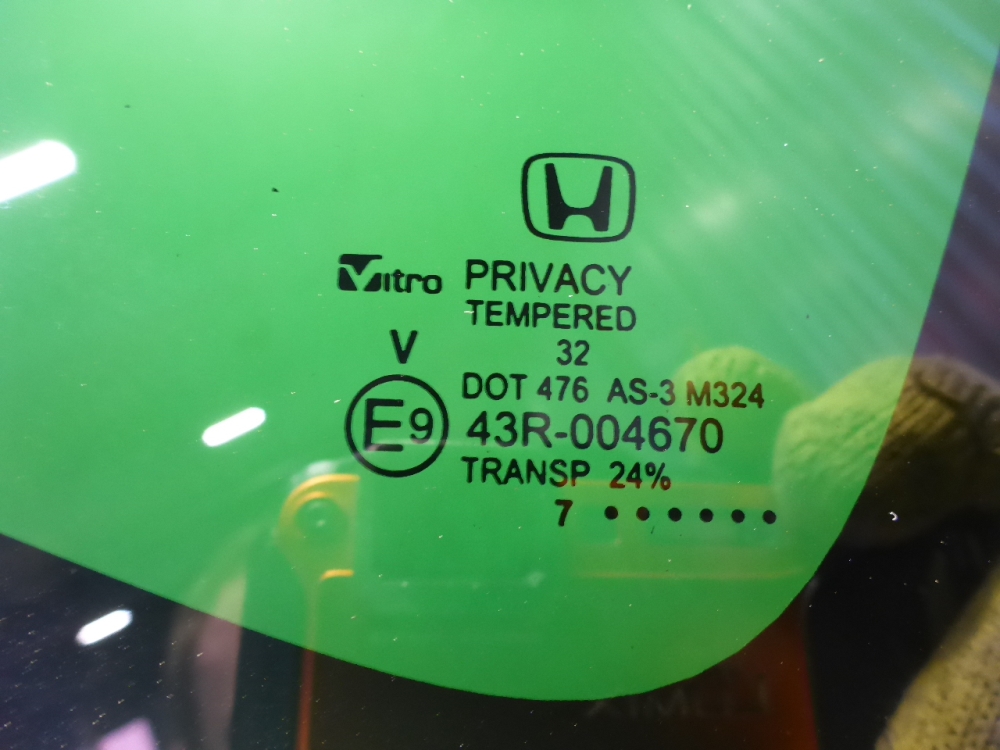 Vitro PRIVACY
TEMPERED
32
V
DOT 476 AS-3 M324
E9 43R-004670
TRANSP 24%
7 ••••••